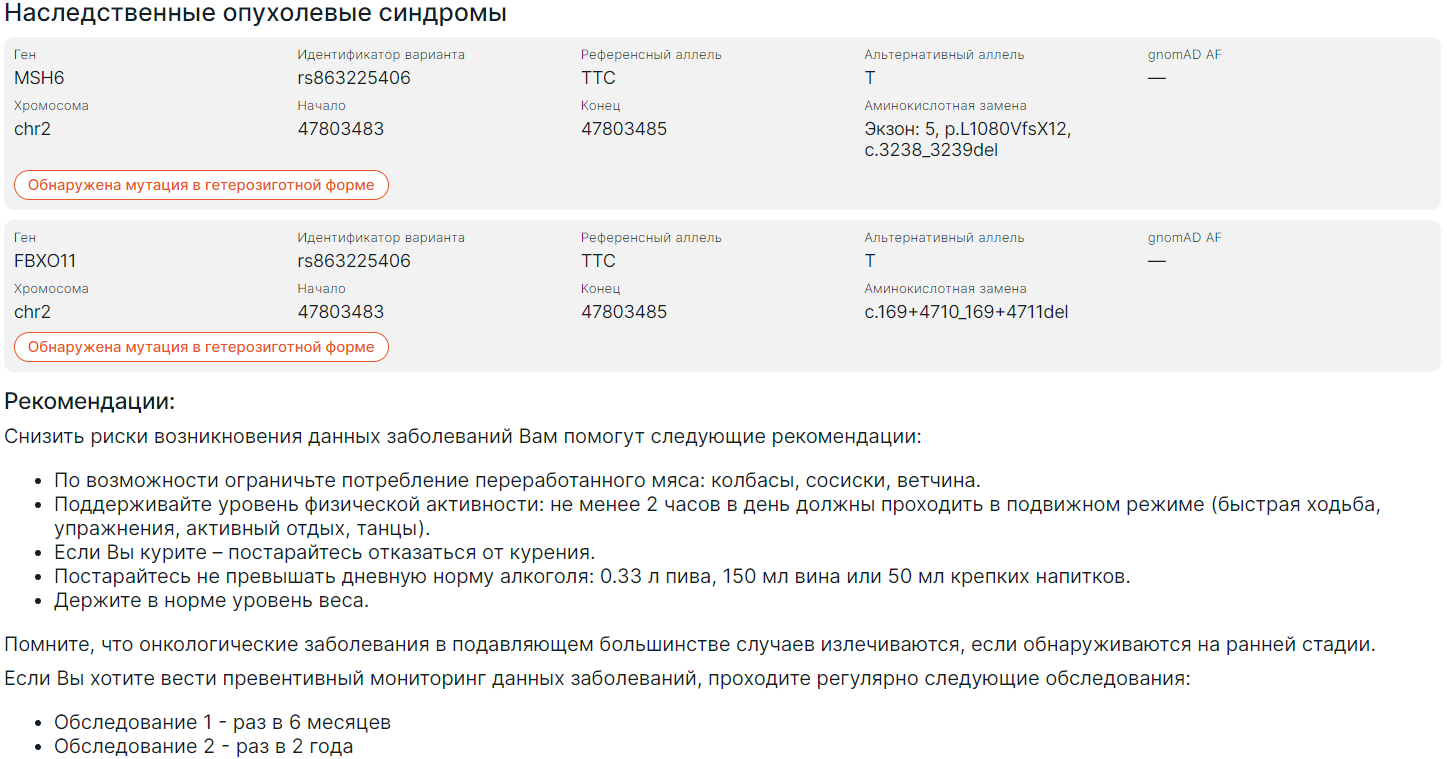 Наследственные опухолевые синдромы
Ген Идентификатор варианта Референсный аллель Альтернативный аллель gnomAD AF
MSH6 rs863225406 TTC T —
Хромосома Начало Конец Аминокислотная замена
chr2 47803483 47803485 Экзон: 5, p.L1080VfsX12,
c.3238_3239del
Обнаружена мутация в гетерозиготной форме
Ген Идентификатор варианта Референсный аллель Альтернативный аллель gnomAD AF
FBXO11 rs863225406 TTC T —
Хромосома Начало Конец Аминокислотная замена
chr2 47803483 47803485 c.169+4710_169+4711del
Обнаружена мутация в гетерозиготной форме
Рекомендации:
Снизить риски возникновения данных заболеваний Вам помогут следующие рекомендации:
• По возможности ограничьте потребление переработанного мяса: колбасы, сосиски, ветчина.
• Поддерживайте уровень физической активности: не менее 2 часов в день должны проходить в подвижном режиме (быстрая ходьба,
упражнения, активный отдых, танцы).
• Если Вы курите – постарайтесь отказаться от курения.
• Постарайтесь не превышать дневную норму алкоголя: 0.33 л пива, 150 мл вина или 50 мл крепких напитков.
• Держите в норме уровень веса.
Помните, что онкологические заболевания в подавляющем большинстве случаев излечиваются, если обнаруживаются на ранней стадии.
Если Вы хотите вести превентивный мониторинг данных заболеваний, проходите регулярно следующие обследования:
• Обследование 1 - раз в 6 месяцев
• Обследование 2 - раз в 2 года